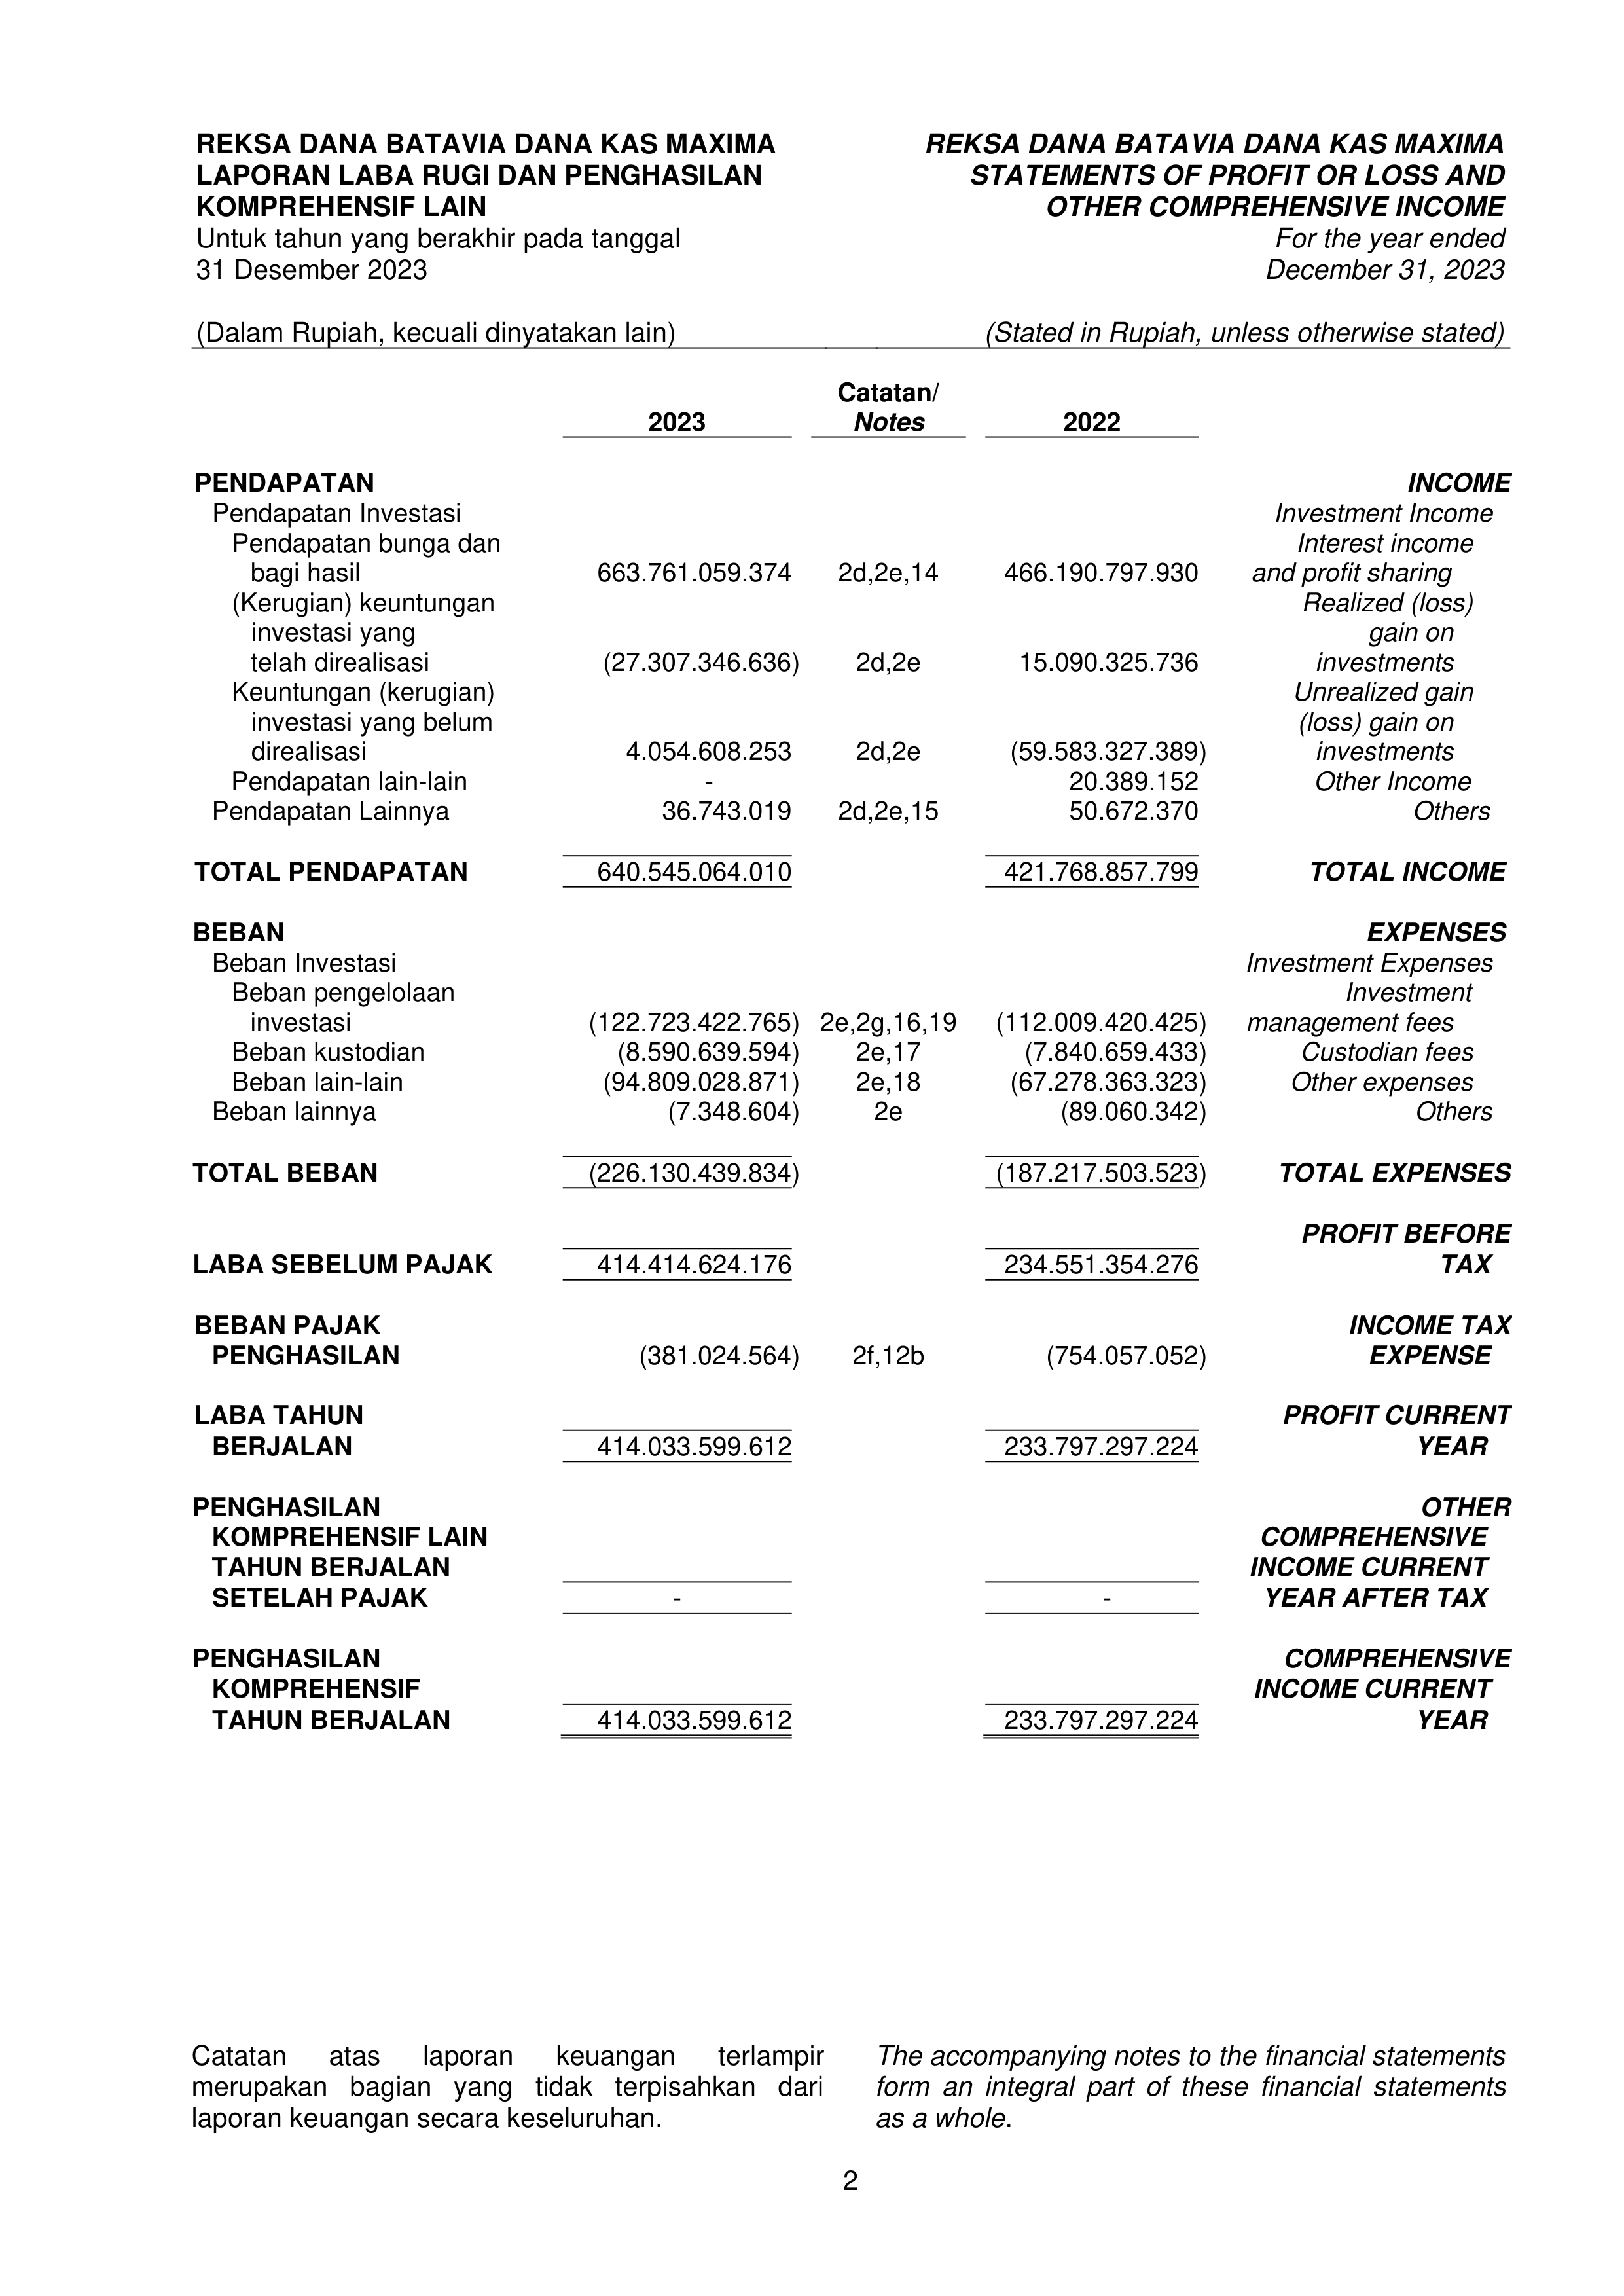 REKSA DANA BATAVIA DANA KAS MAXIMA REKSA DANA BATAVIA DANA KAS MAXIMA
LAPORAN LABA RUGI DAN PENGHASILAN STATEMENTS OF PROFIT OR LOSS AND
KOMPREHENSIF LAIN OTHER COMPREHENSIVE INCOME
Untuk tahun yang berakhir pada tanggal For the year ended
31 Desember 2023 December 31, 2023
(Dalam Rupiah, kecuali dinyatakan lain) (Stated in Rupiah, unless otherwise stated)
Catatan/
2023 Notes 2022
PENDAPATAN INCOME
Pendapatan Investasi Investment Income
Pendapatan bunga dan Interest income
bagi hasil 663.761.059.374 2d,2e,14 466.190.797.930 and profit sharing
(Kerugian) keuntungan Realized (loss)
investasi yang gain on
telah direalisasi (27.307.346.636) 2d,2e 15.090.325.736 investments
Keuntungan (kerugian) Unrealized gain
investasi yang belum (loss) gain on
direalisasi 4.054.608.253 2d,2e (59.583.327.389) investments
Pendapatan lain-lain - 20.389.152 Other Income
Pendapatan Lainnya 36.743.019 2d,2e,15 50.672.370 Others
TOTAL PENDAPATAN 640.545.064.010 421.768.857.799 TOTAL INCOME
BEBAN EXPENSES
Beban Investasi Investment Expenses
Beban pengelolaan Investment
investasi (122.723.422.765) 2e,2g,16,19 (112.009.420.425) management fees
Beban kustodian (8.590.639.594) 2e,17 (7.840.659.433) Custodian fees
Beban lain-lain (94.809.028.871) 2e,18 (67.278.363.323) Other expenses
Beban lainnya (7.348.604) 2e (89.060.342) Others
TOTAL BEBAN (226.130.439.834) (187.217.503.523) TOTAL EXPENSES
PROFIT BEFORE
LABA SEBELUM PAJAK 414.414.624.176 234.551.354.276 TAX
BEBAN PAJAK INCOME TAX
PENGHASILAN (381.024.564) 2f,12b (754.057.052) EXPENSE
LABA TAHUN PROFIT CURRENT
BERJALAN 414.033.599.612 233.797.297.224 YEAR
PENGHASILAN OTHER
KOMPREHENSIF LAIN COMPREHENSIVE
TAHUN BERJALAN INCOME CURRENT
SETELAH PAJAK - - YEAR AFTER TAX
PENGHASILAN COMPREHENSIVE
KOMPREHENSIF INCOME CURRENT
TAHUN BERJALAN 414.033.599.612 233.797.297.224 YEAR
Catatan atas laporan keuangan terlampir The accompanying notes to the financial statements
merupakan bagian yang tidak terpisahkan dari form an integral part of these financial statements
laporan keuangan secara keseluruhan. as a whole.
2